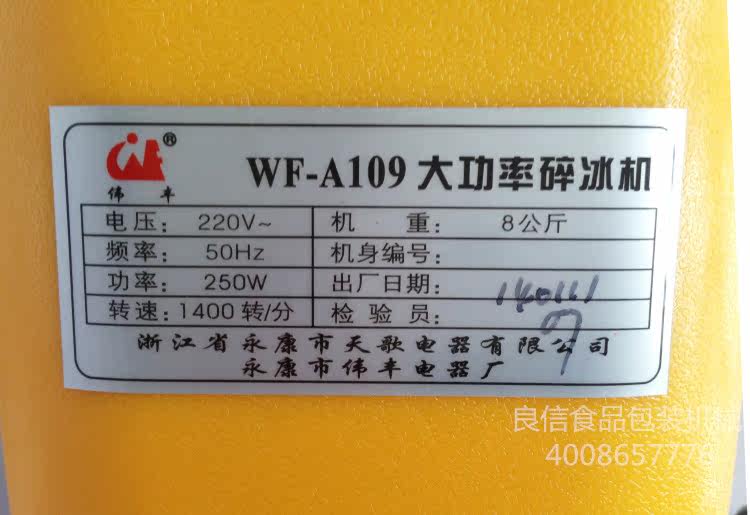 ®
伟丰
WF-A109 大功率碎冰机
电压: 220V~ 机 重: 8公斤
频率: 50Hz 机身编号:
功率: 250W 出厂日期: 140111
转速: 1400 转/分 检验员:
浙江省永康市天歌电器有限公司
永康市伟丰电器厂
良信食品包装机械
4008657776